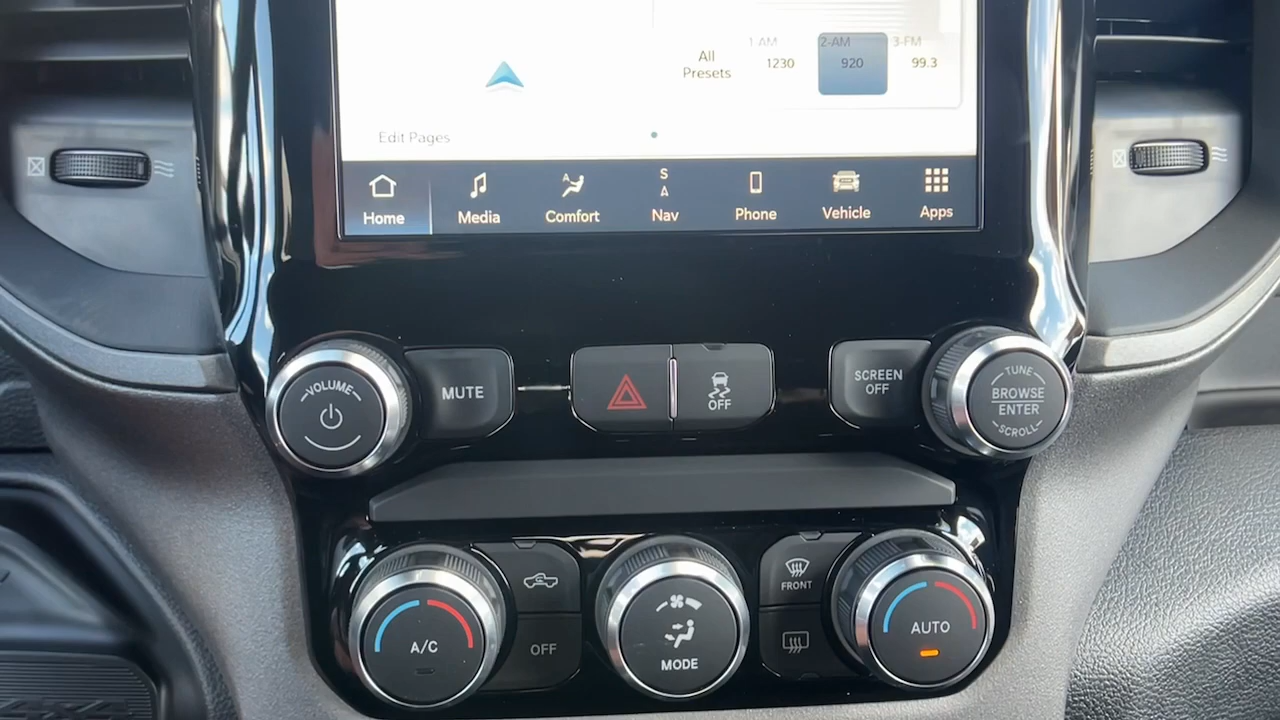 1 AM
2-AM
3-FM
All
Presets
1230
920
99.3
Edit Pages
S
A
A
Home
Media
Comfort
Nav
Phone
Vehicle
Apps
VOLUME
MUTE
OFF
SCREEN
OFF
TUNE
BROWSE
ENTER
SCROLL
A/C
OFF
MODE
FRONT
AUTO